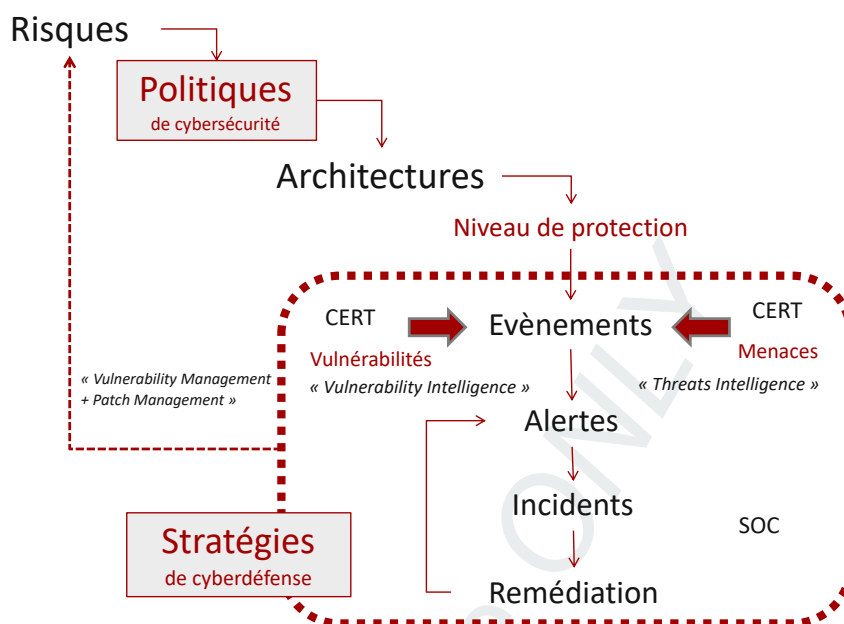 Risques
Politiques
de cybersécurité
Architectures
Niveau de protection
CERT
Evènements
CERT
Vulnérabilités
Menaces
« Vulnerability Management
+ Patch Management »
« Vulnerability Intelligence »
« Threats Intelligence »
Alertes
Incidents
SOC
Stratégies
de cyberdéfense
Remédiation
ONLY